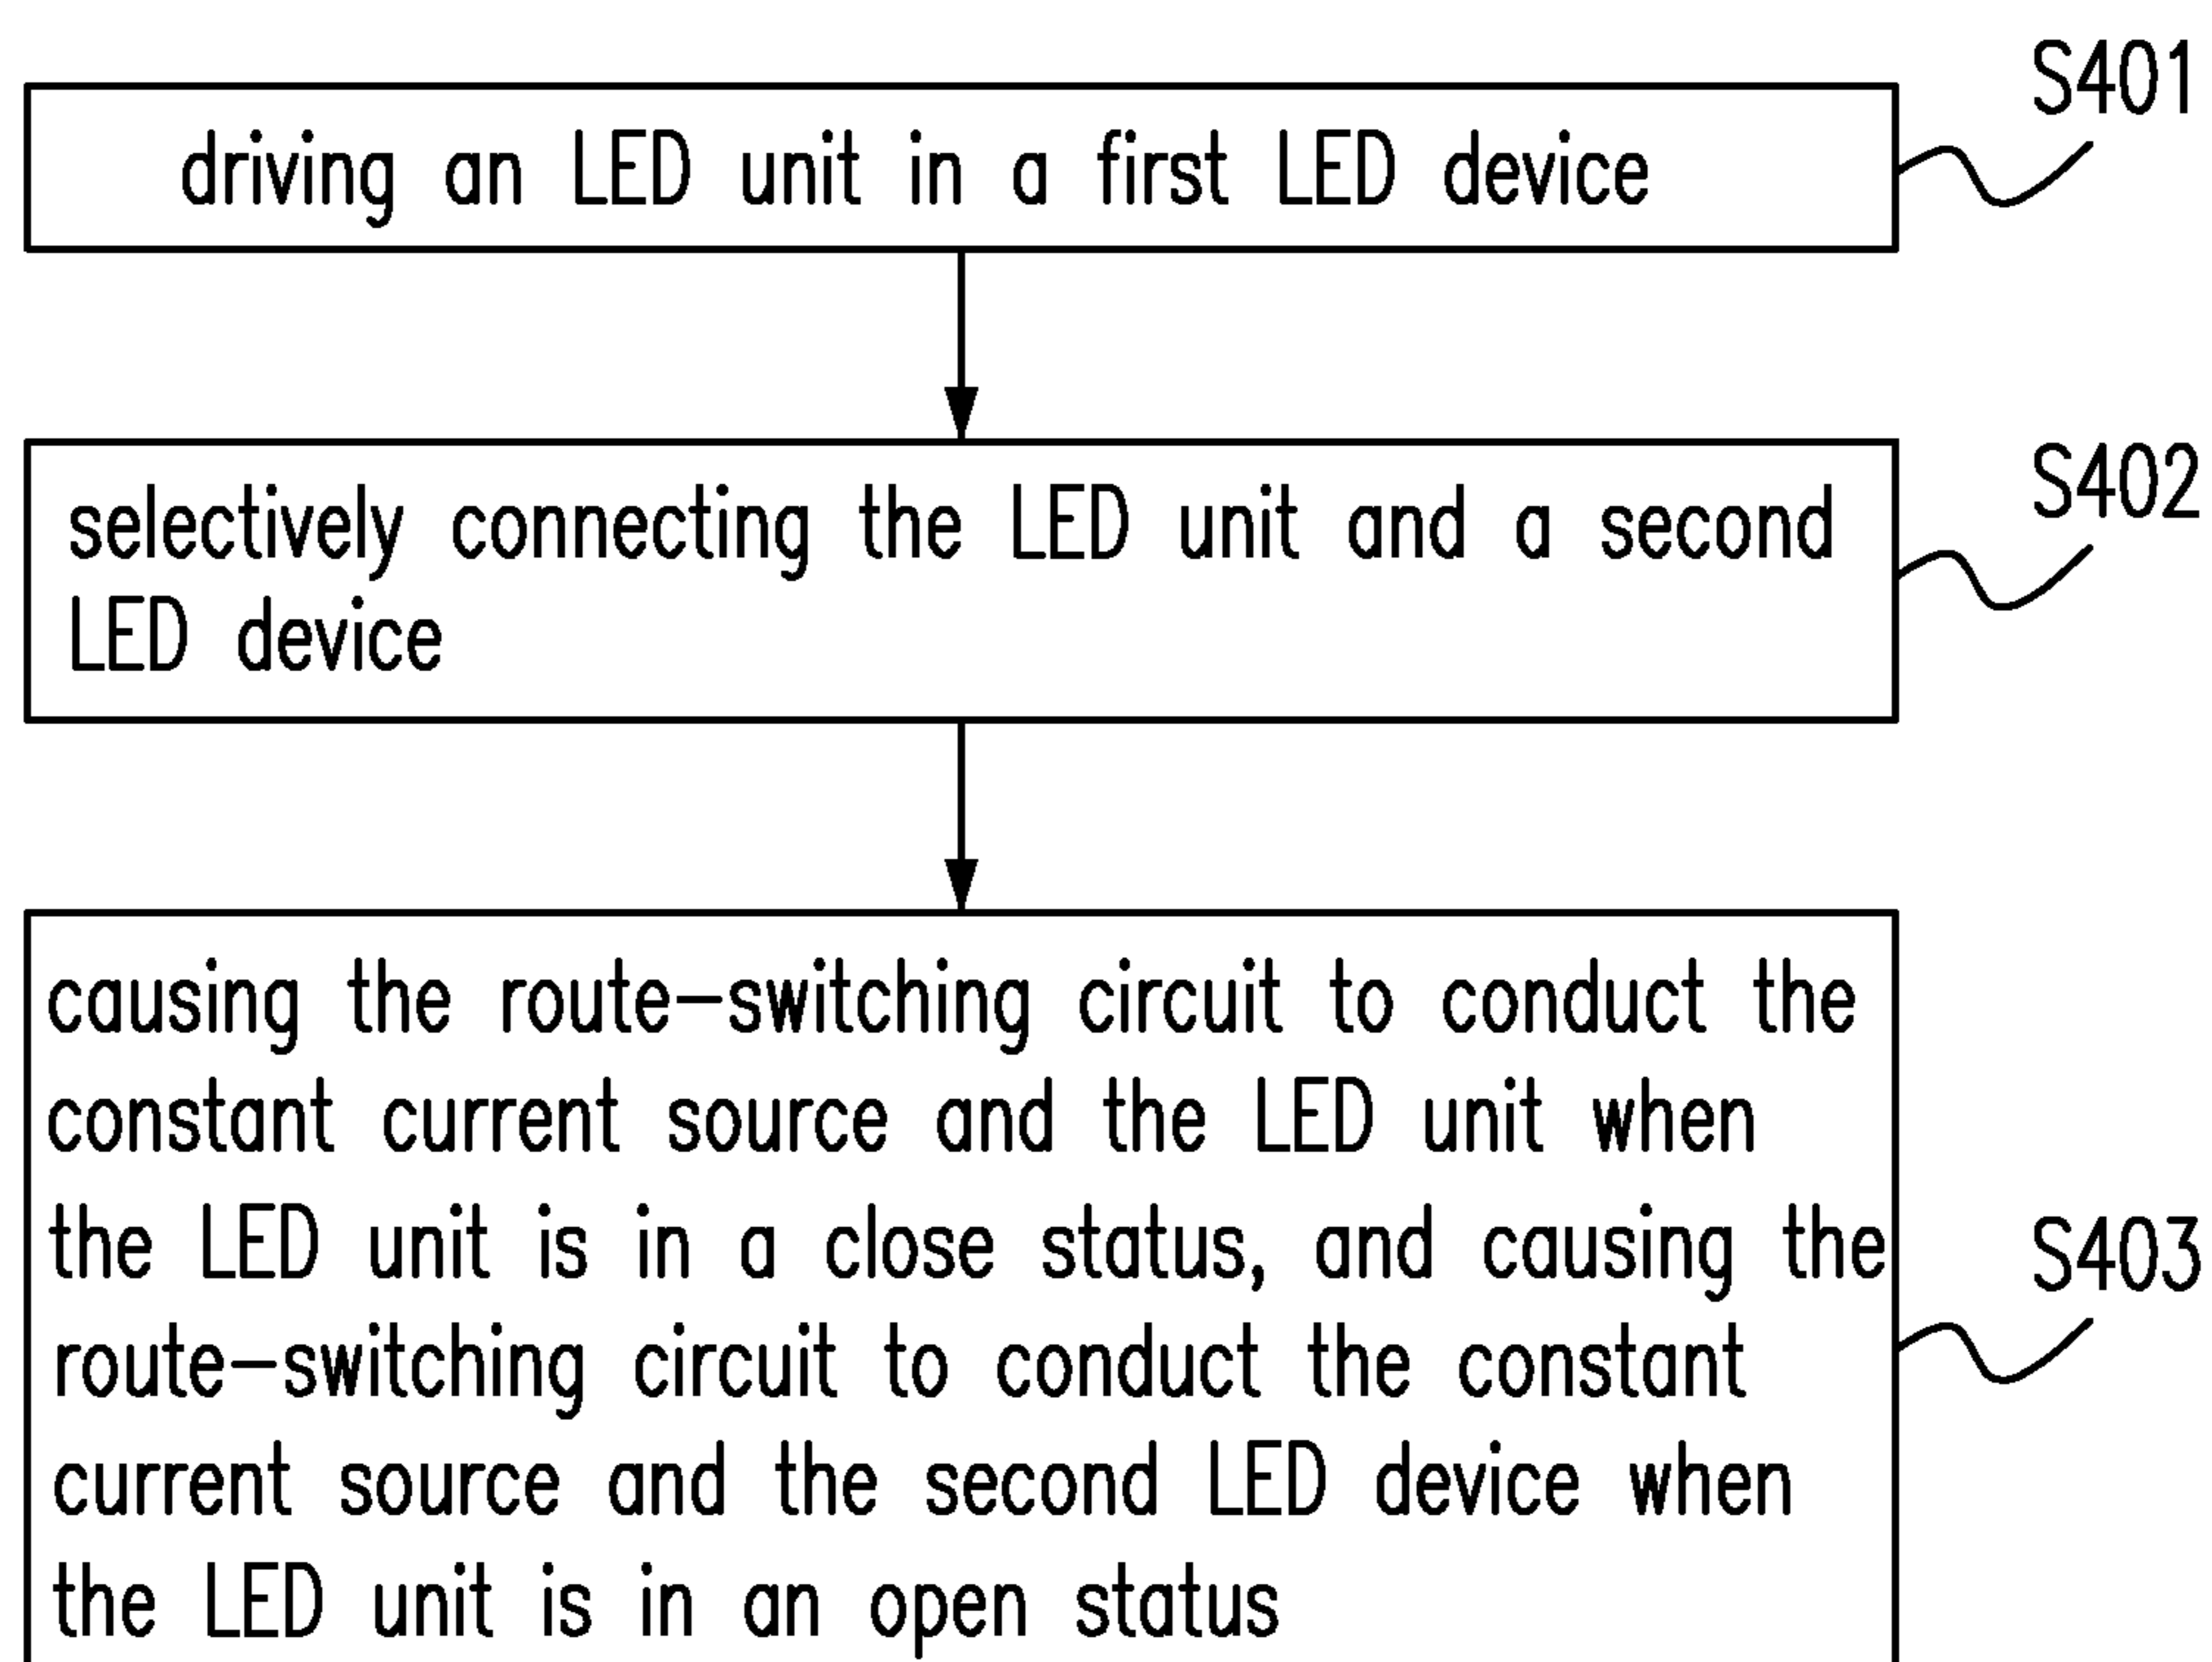 S401
driving an LED unit in a first LED device
S402
selectively connecting the LED unit and a second
LED device
causing the route-switching circuit to conduct the
constant current source and the LED unit when
the LED unit is in a close status, and causing the
route-switching circuit to conduct the constant
current source and the second LED device when
the LED unit is in an open status
S403